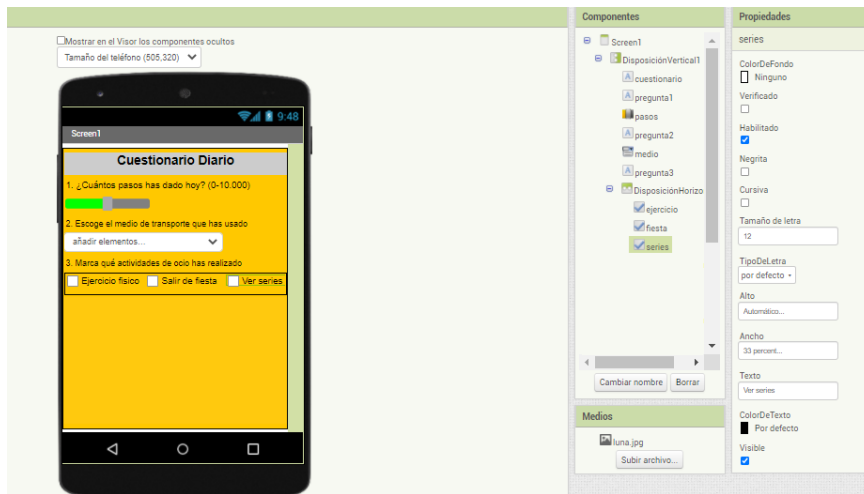 Mostrar en el Visor los componentes ocultos
Tamaño del teléfono (505,320)
9:48
Screen1
Cuestionario Diario
1. ¿Cuántos pasos has dado hoy? (0-10.000)
2. Escoge el medio de transporte que has usado
añadir elementos...
3. Marca qué actividades de ocio has realizado
Ejercicio físico
Salir de fiesta
Ver series
Componentes
Screen1
DisposiciónVertical1
cuestionario
pregunta1
pasos
pregunta2
medio
pregunta3
DisposiciónHorizo
ejercicio
fiesta
series
Cambiar nombre
Borrar
Medios
luna.jpg
Subir archivo...
Propiedades
series
ColorDeFondo
Ninguno
Verificado
Habilitado
Negrita
Cursiva
Tamaño de letra
12
TipoDeLetra
por defecto
Alto
Automático...
Ancho
33 percent...
Texto
Ver series
ColorDeTexto
Por defecto
Visible